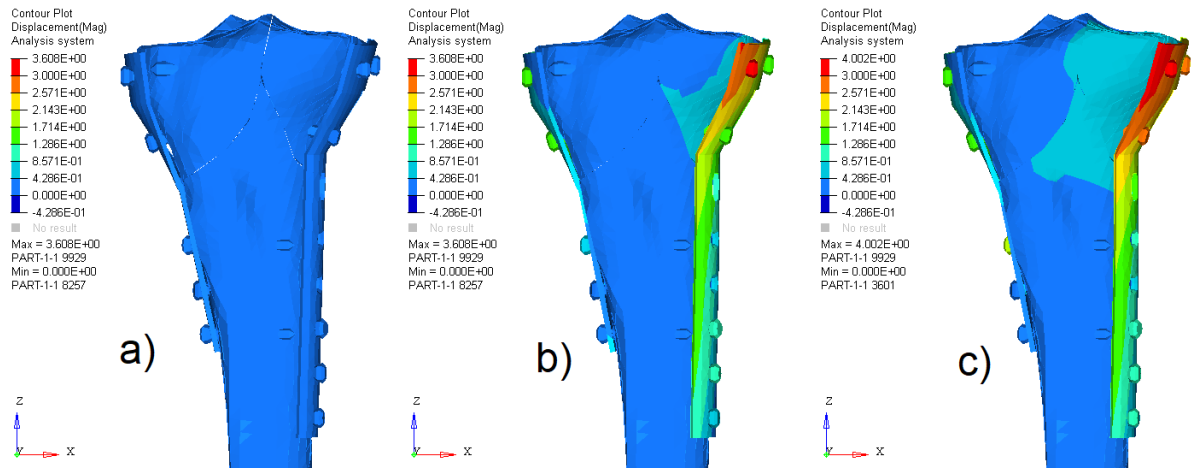 Contour Plot
Displacement(Mag)
Analysis system
3.608E+00
3.000E+00
2.571E+00
2.143E+00
1.714E+00
1.286E+00
8.571E-01
4.286E-01
0.000E+00
-4.286E-01
No result
Max = 3.608E+00
PART-1-1 9929
Min = 0.000E+00
PART-1-1 8257
a)
Z
Y
X
Contour Plot
Displacement(Mag)
Analysis system
3.608E+00
3.000E+00
2.571E+00
2.143E+00
1.714E+00
1.286E+00
8.571E-01
4.286E-01
0.000E+00
-4.286E-01
No result
Max = 3.608E+00
PART-1-1 9929
Min = 0.000E+00
PART-1-1 8257
b)
Z
Y
X
Contour Plot
Displacement(Mag)
Analysis system
4.002E+00
3.000E+00
2.571E+00
2.143E+00
1.714E+00
1.286E+00
8.571E-01
4.286E-01
0.000E+00
-4.286E-01
No result
Max = 4.002E+00
PART-1-1 9929
Min = 0.000E+00
PART-1-1 3601
c)
Z
Y
X